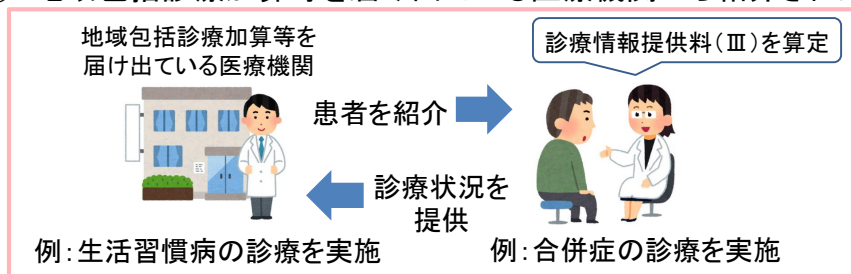 地域包括診療加算等を
届け出ている医療機関
診療情報提供料(Ⅲ)を算定
患者を紹介
診療状況を
提供
例:生活習慣病の診療を実施
例:合併症の診療を実施